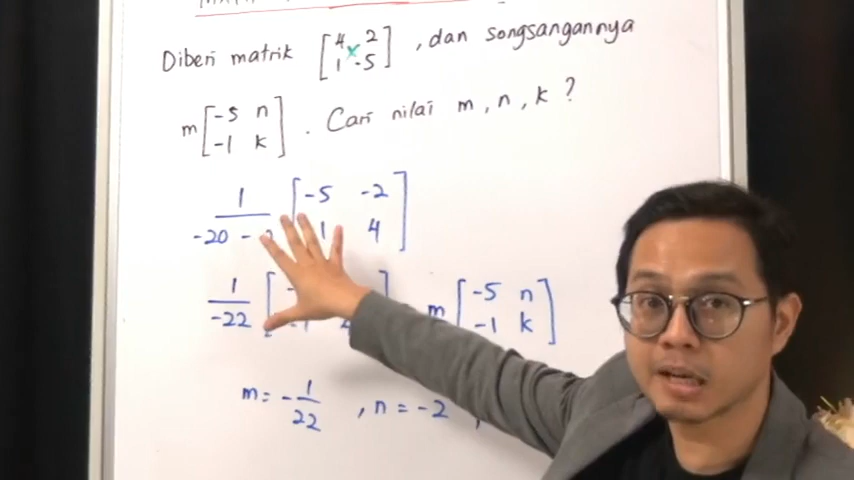 Diberi matrik [4 2 , dan songsangannya
1 -5]
m [-5 n . Cari nilai m, n, k ?
-1 k]
1 [-5 -2
-20 - 1 4]
1
-22
m [-5 n
-1 k]
m = - 1 , n = -2
22